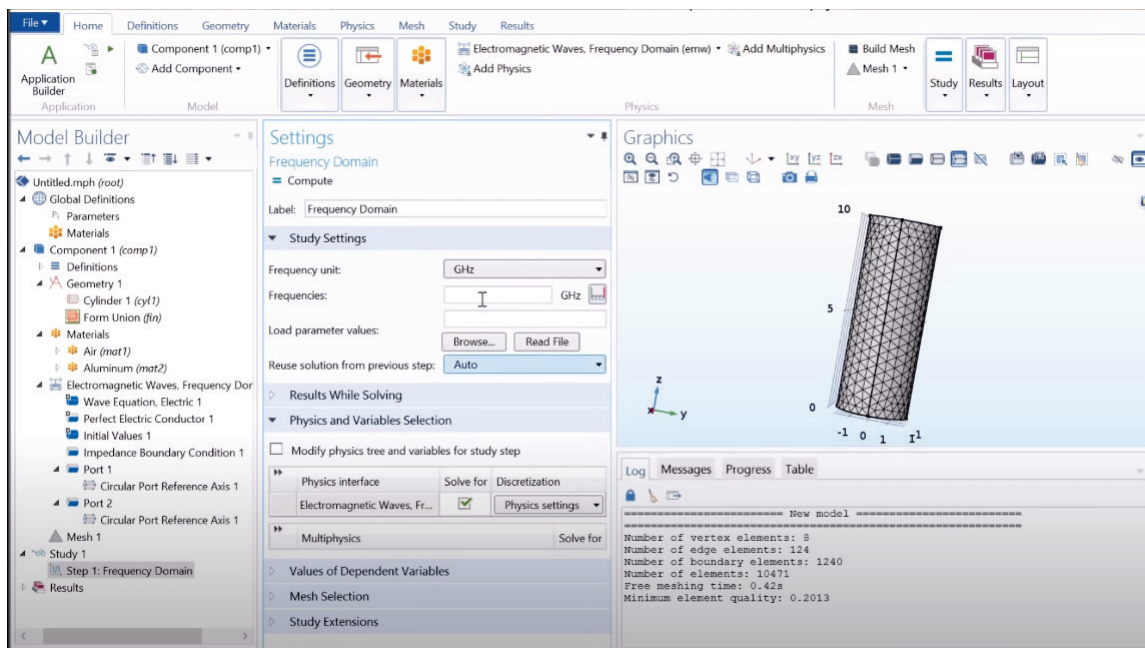 File Home Definitions Geometry Materials Physics Mesh Study Results
Application Builder
Component 1 (comp1)
Add Component
Definitions Geometry Materials
Electromagnetic Waves, Frequency Domain (emw) Add Multiphysics
Add Physics
Build Mesh
Mesh 1
Study Results Layout
Application Model Physics Mesh
Model Builder
Untitled.mph (root)
Global Definitions
Pi Parameters
Materials
Component 1 (comp1)
Definitions
Geometry 1
Cylinder 1 (cyl1)
Form Union (fin)
Materials
Air (mat1)
Aluminum (mat2)
Electromagnetic Waves, Frequency Dor
Wave Equation, Electric 1
Perfect Electric Conductor 1
Initial Values 1
Impedance Boundary Condition 1
Port 1
Circular Port Reference Axis 1
Port 2
Circular Port Reference Axis 1
Mesh 1
Study 1
Step 1: Frequency Domain
Results
Settings
Frequency Domain
= Compute
Label: Frequency Domain
Study Settings
Frequency unit: GHz
Frequencies: GHz
Load parameter values:
Browse... Read File
Reuse solution from previous step: Auto
Results While Solving
Physics and Variables Selection
Modify physics tree and variables for study step
Physics interface Solve for Discretization
Electromagnetic Waves, Fr... Physics settings
Multiphysics Solve for
Values of Dependent Variables
Mesh Selection
Study Extensions
Graphics
xy yz zx
10
5
0
-1 0 1 1
z
x y
Log Messages Progress Table
======================== New model =========================
Number of vertex elements: 8
Number of edge elements: 124
Number of boundary elements: 1240
Number of elements: 10471
Free meshing time: 0.42s
Minimum element quality: 0.2013